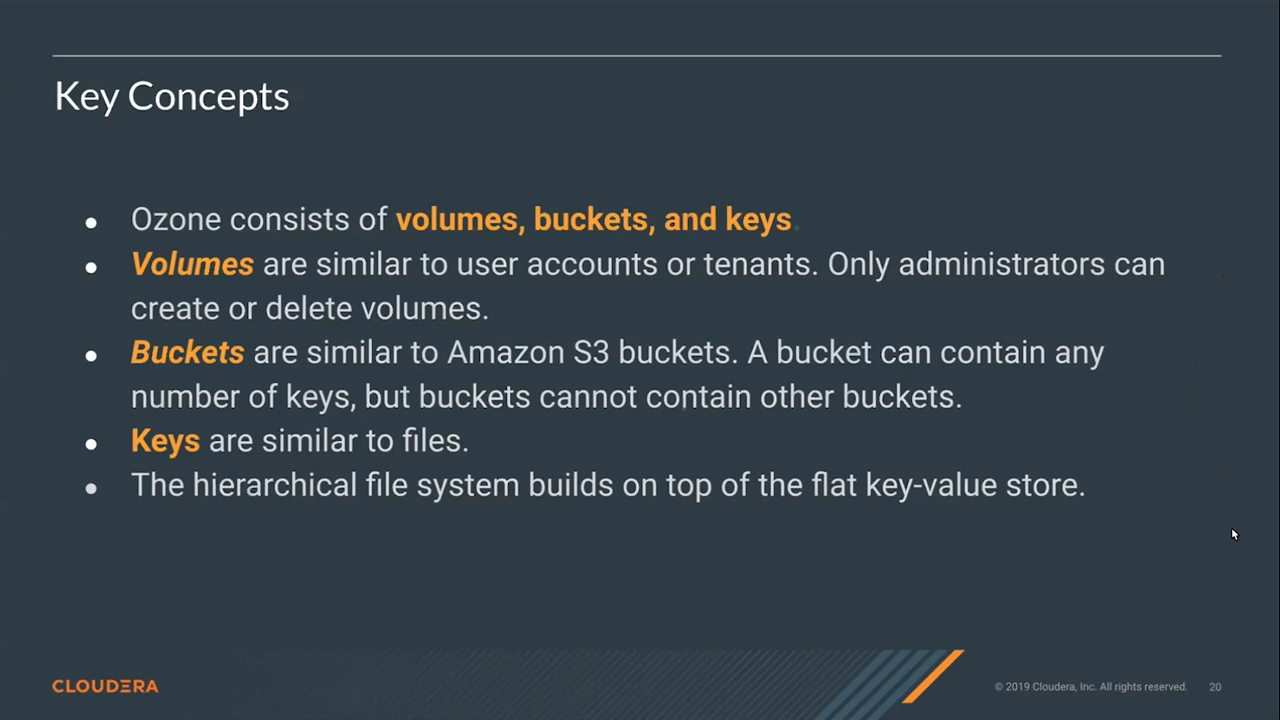 Key Concepts
● Ozone consists of volumes, buckets, and keys.
● Volumes are similar to user accounts or tenants. Only administrators can
create or delete volumes.
● Buckets are similar to Amazon S3 buckets. A bucket can contain any
number of keys, but buckets cannot contain other buckets.
● Keys are similar to files.
● The hierarchical file system builds on top of the flat key-value store.
CLOUDERA
© 2019 Cloudera, Inc. All rights reserved. 20